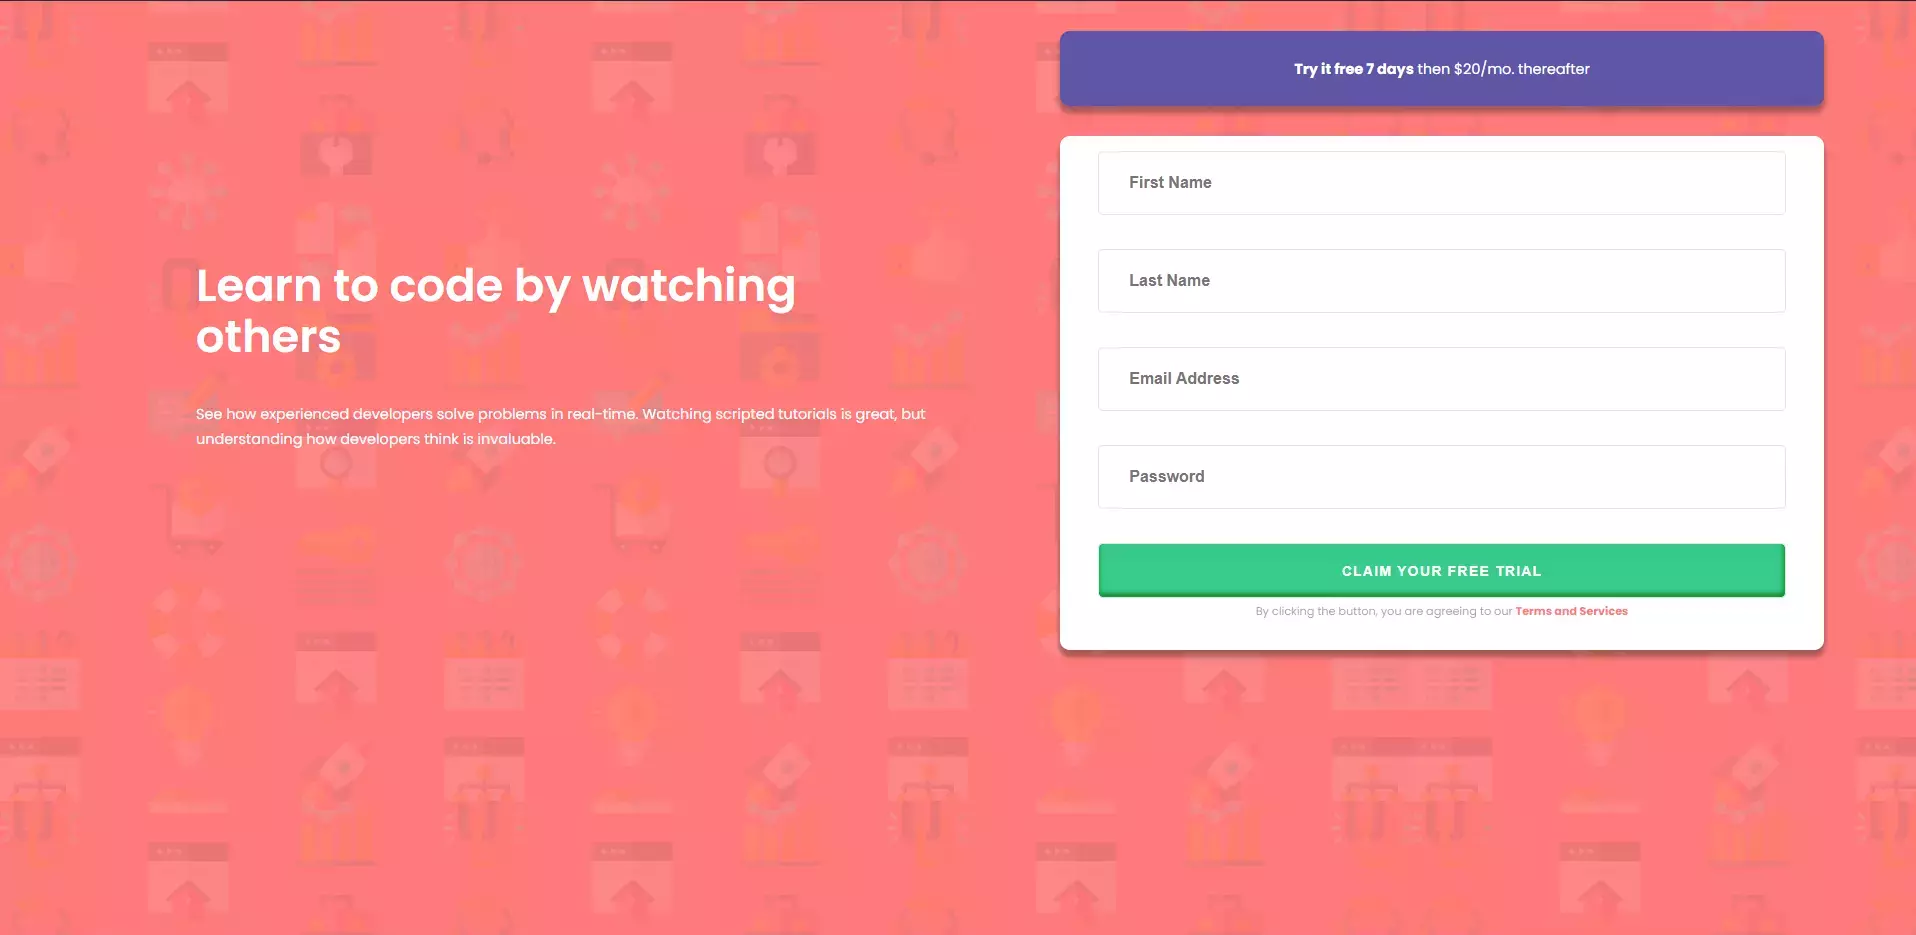 Learn to code by watching
others
See how experienced developers solve problems in real-time. Watching scripted tutorials is great, but
understanding how developers think is invaluable.
Try it free 7 days then $20/mo. thereafter
First Name
Last Name
Email Address
Password
CLAIM YOUR FREE TRIAL
By clicking the button, you are agreeing to our Terms and Services